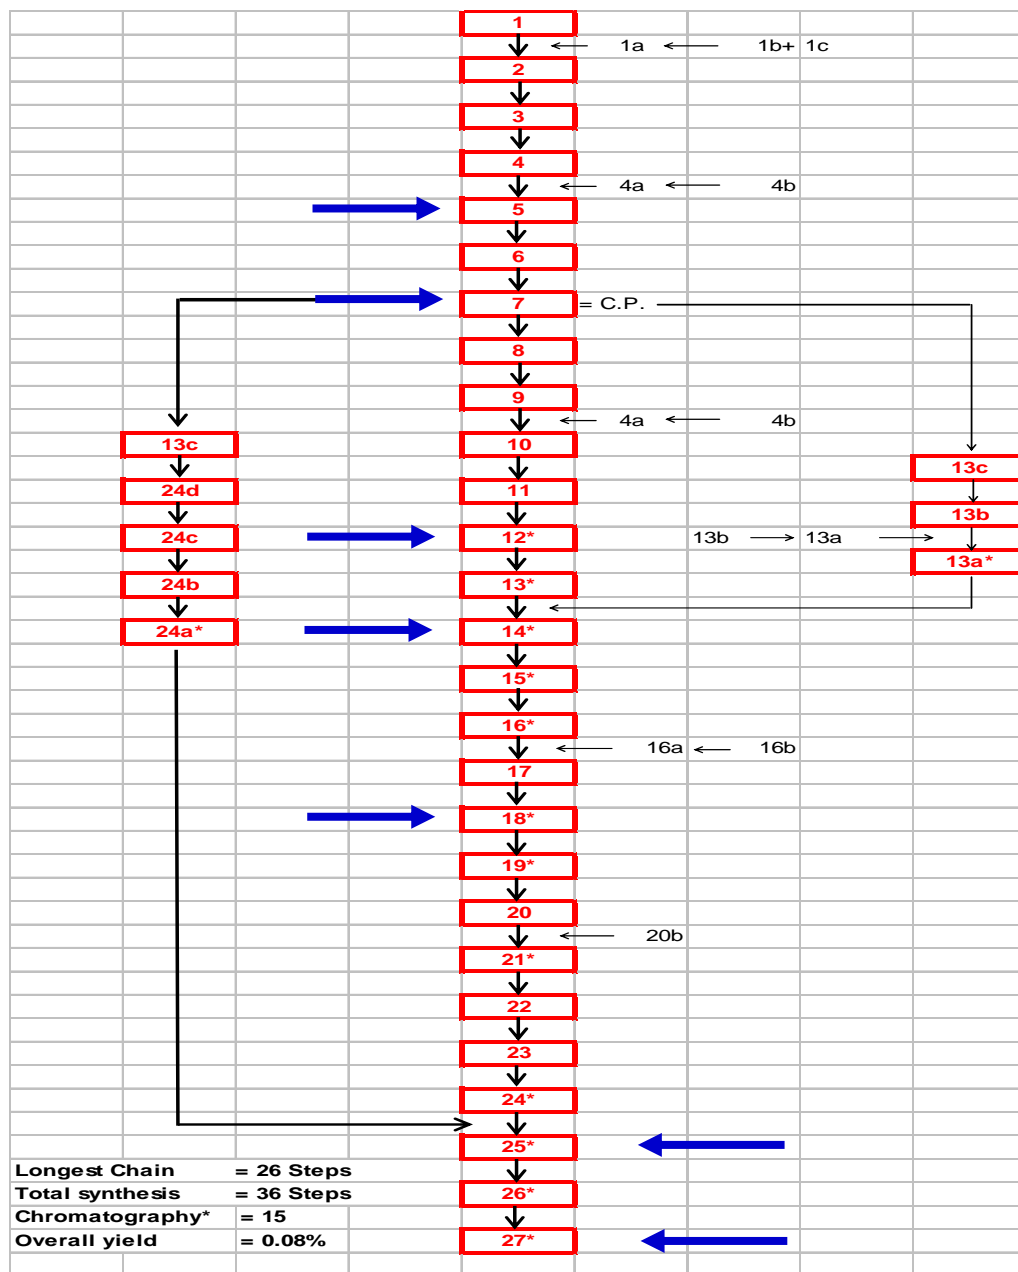 1
1a 1b+ 1c
2
3
4
4a 4b
5
6
7 = C.P.
8
9
4a 4b
13c 10
13c
24d 11
13b
24c 12* 13b 13a
13a*
24b 13*
24a* 14*
15*
16*
16a 16b
17
18*
19*
20
20b
21*
22
23
24*
25*
Longest Chain = 26 Steps
Total synthesis = 36 Steps
26*
Chromatography* = 15
Overall yield = 0.08%
27*